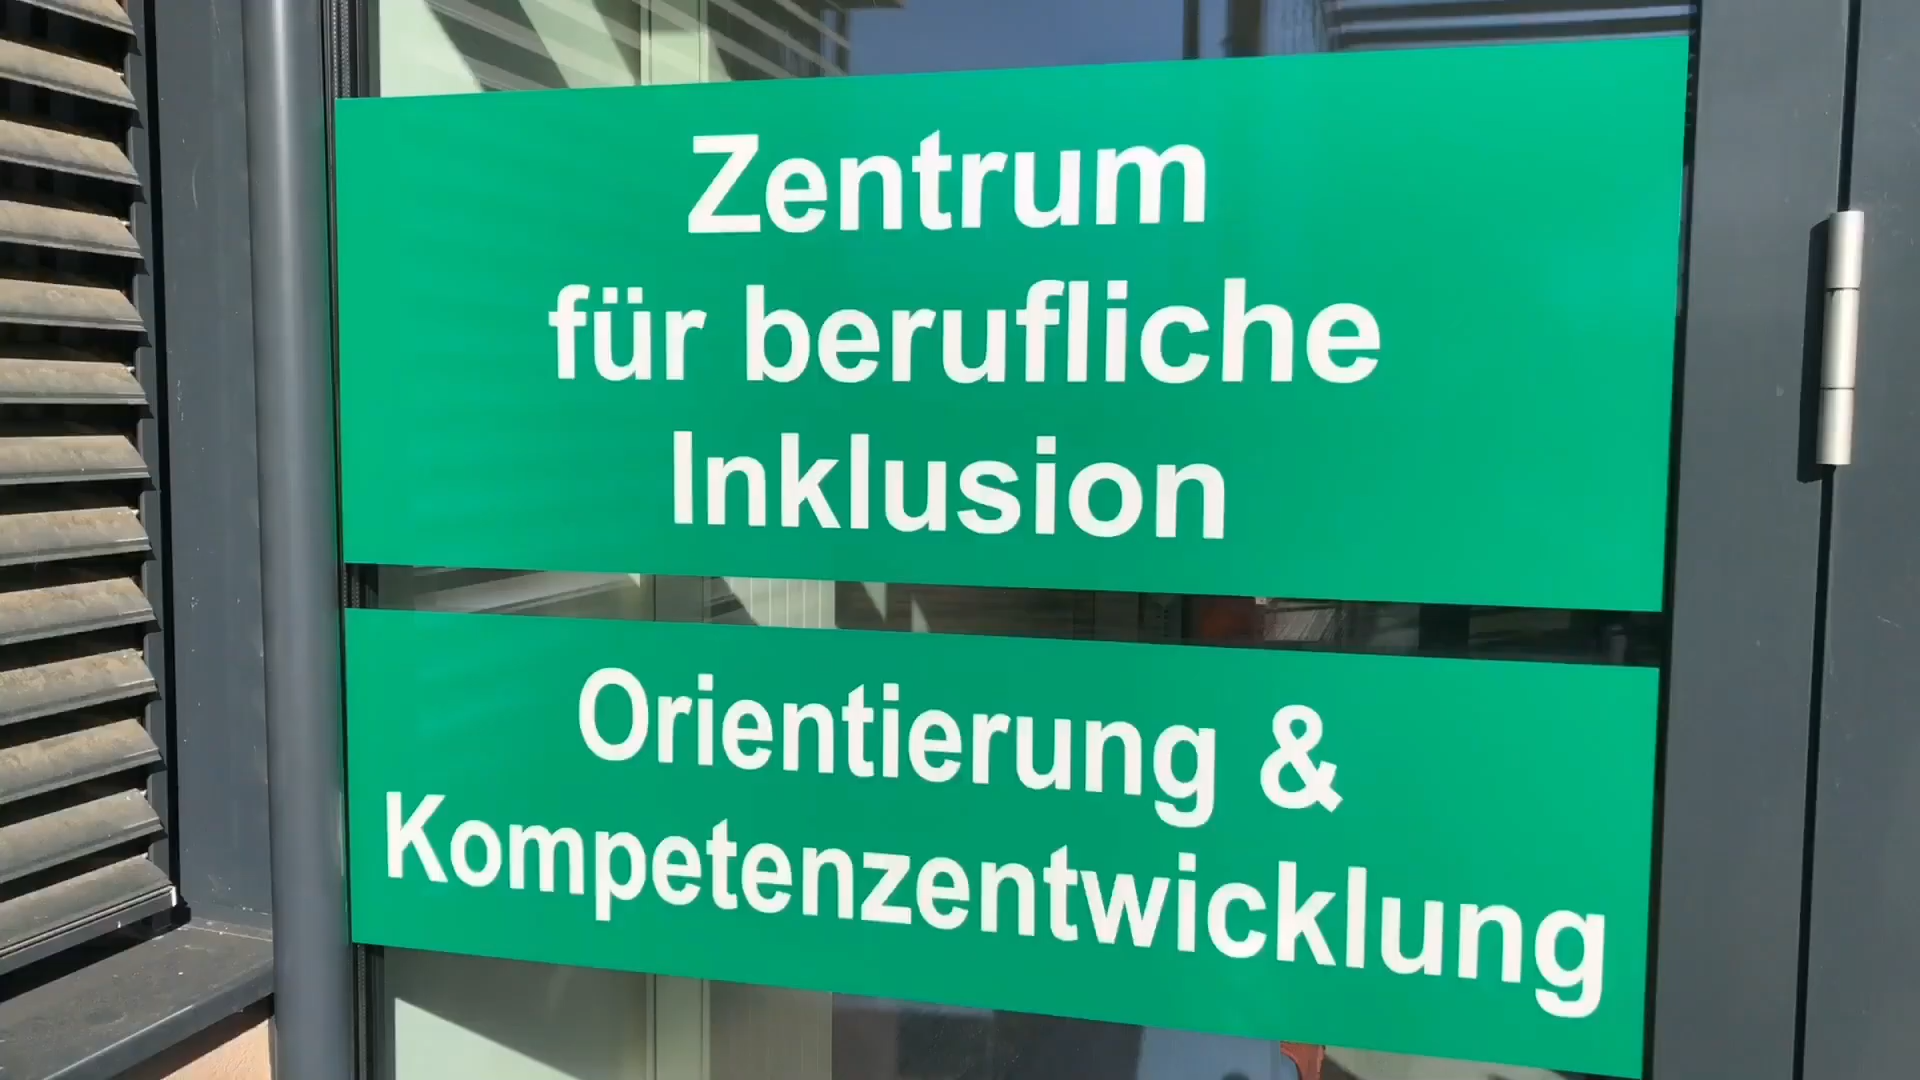 Zentrum
für berufliche
Inklusion
Orientierung &
Kompetenzentwicklung